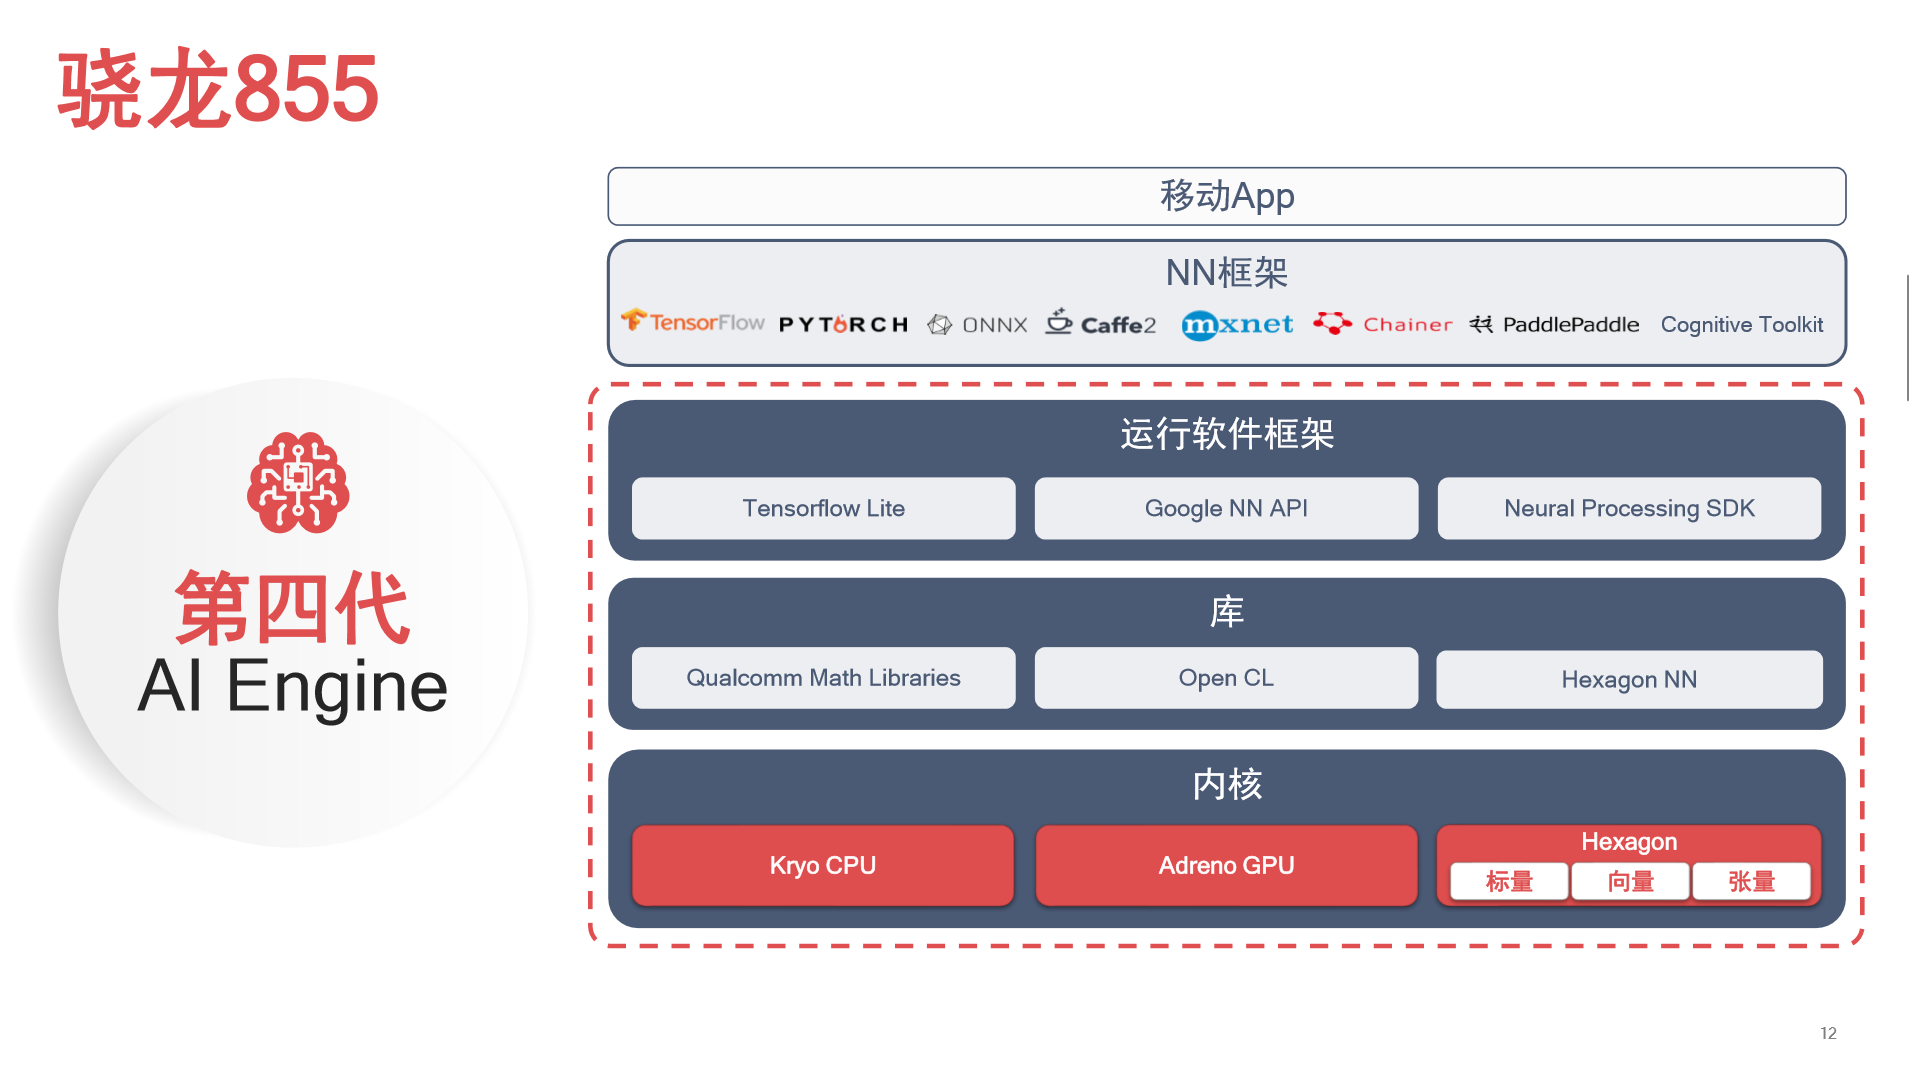 骁龙855
移动App
NN框架
TensorFlow PYTORCH ONNX Caffe2 mxnet Chainer PaddlePaddle Cognitive Toolkit
运行软件框架
Tensorflow Lite Google NN API Neural Processing SDK
第四代
AI Engine
库
Qualcomm Math Libraries Open CL Hexagon NN
内核
Kryo CPU Adreno GPU Hexagon
标量 向量 张量
12